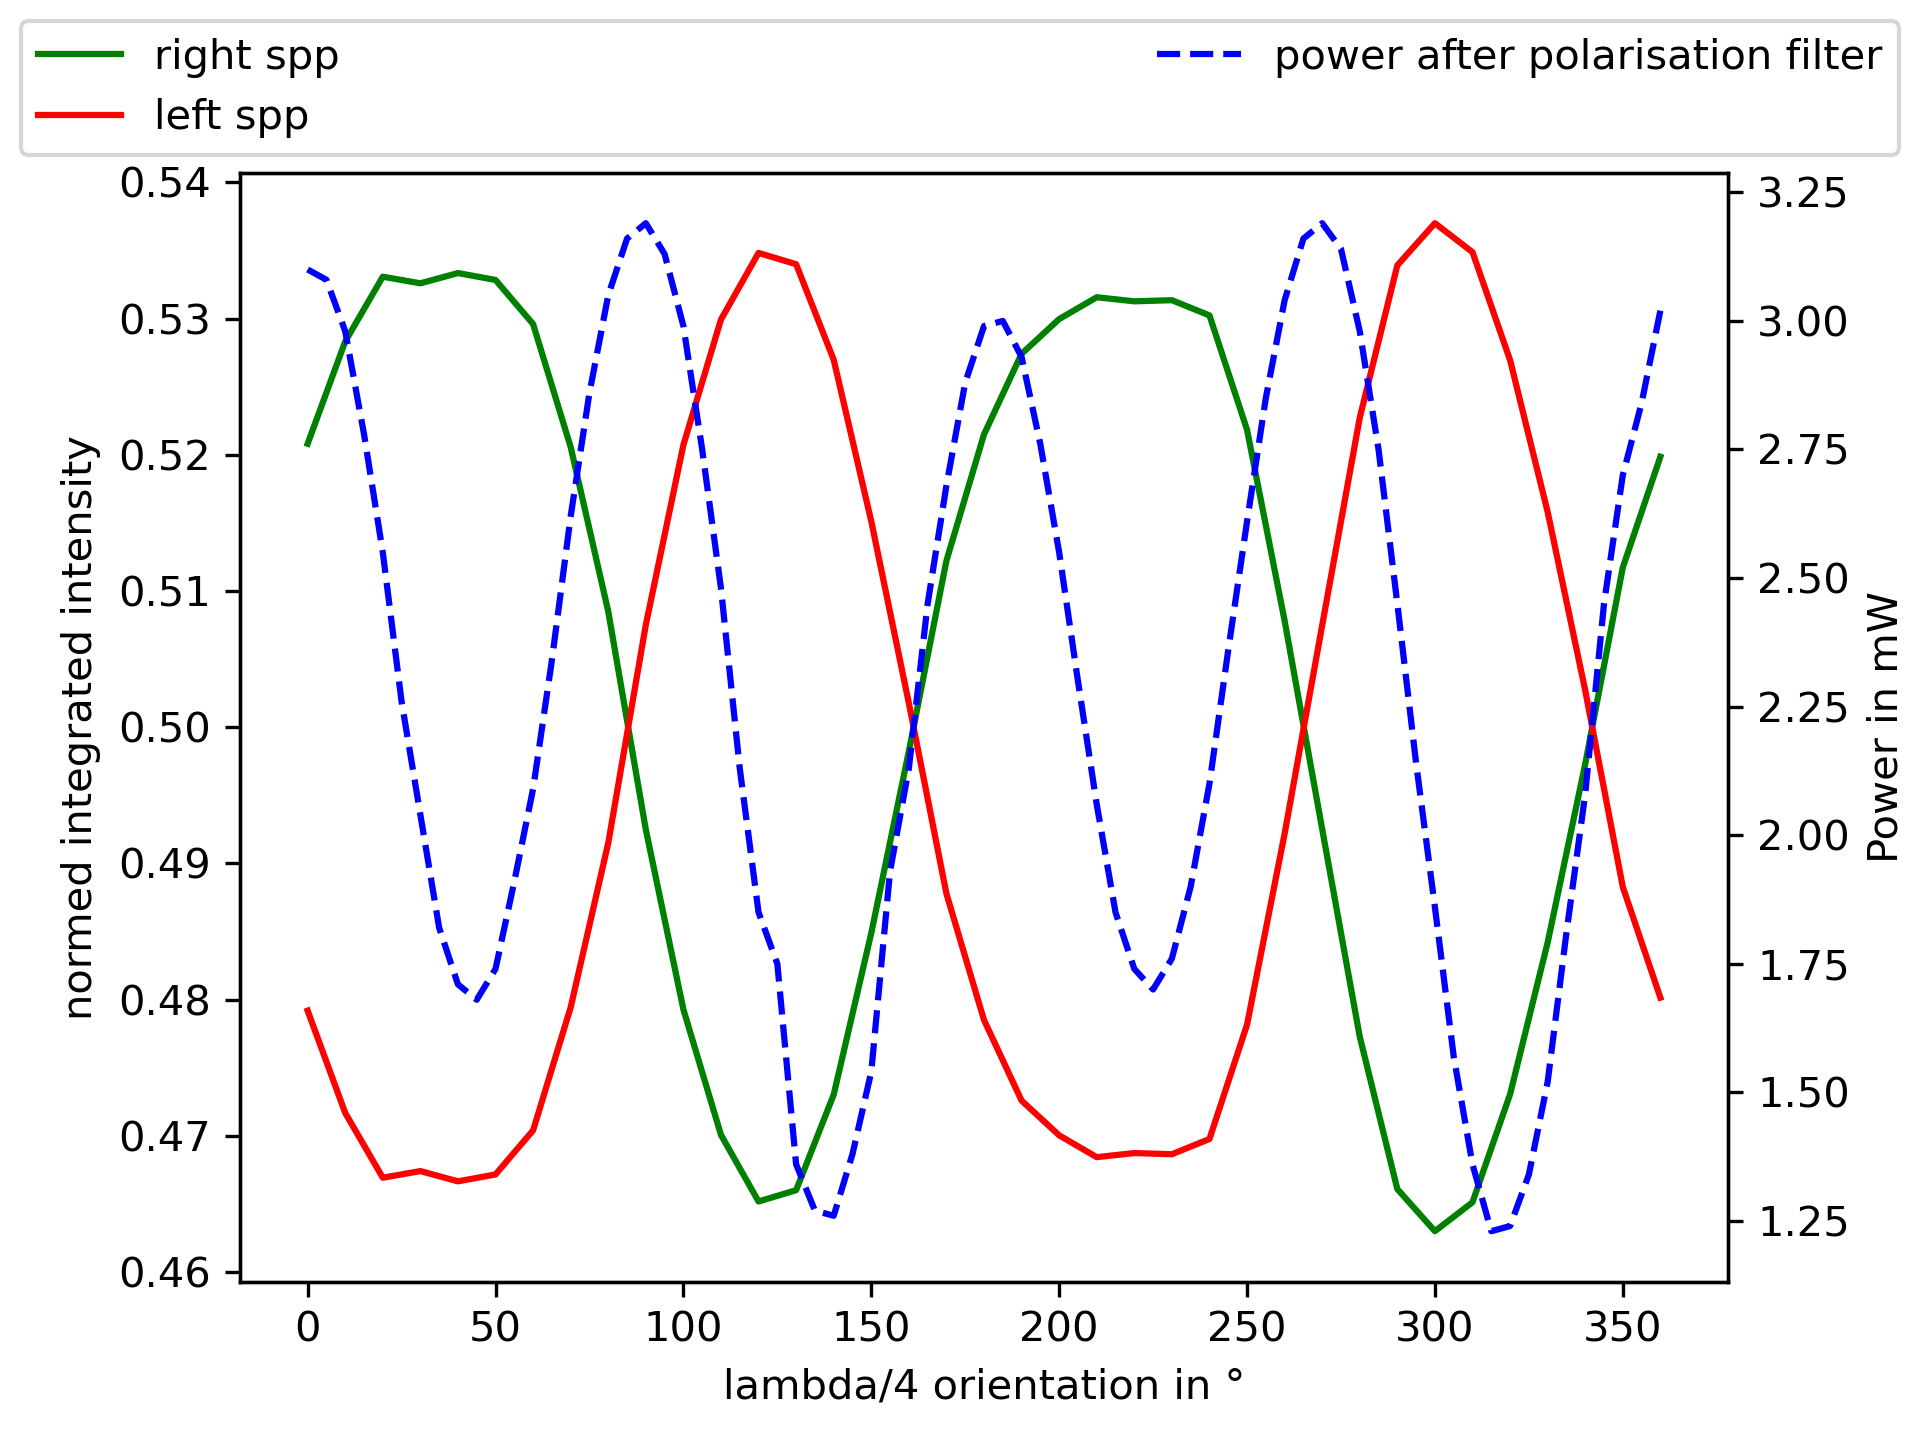 right spp
left spp
power after polarisation filter
0.54
0.53
0.52
0.51
0.50
0.49
0.48
0.47
0.46
normed integrated intensity
3.25
3.00
2.75
2.50
2.25
2.00
1.75
1.50
1.25
Power in mW
0 50 100 150 200 250 300 350
lambda/4 orientation in °